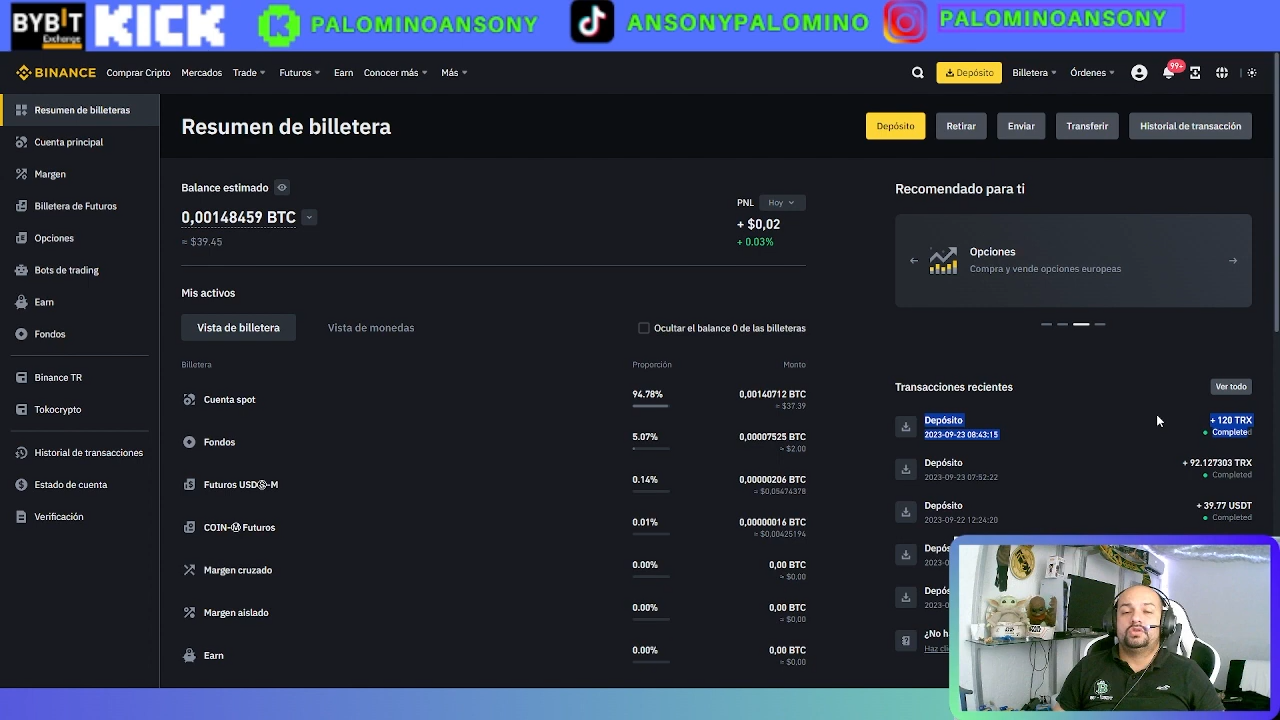 BYBIT
Exchange
KICK
PALOMINOANSONY
ANSONYPALOMINO
PALOMINOANSONY
BINANCE
Comprar Cripto
Mercados
Trade
Futuros
Earn
Conocer más
Más
Depósito
Billetera
Órdenes
99+
Resumen de billeteras
Cuenta principal
Margen
Billetera de Futuros
Opciones
Bots de trading
Earn
Fondos
Binance TR
Tokocrypto
Historial de transacciones
Estado de cuenta
Verificación
Resumen de billetera
Depósito
Retirar
Enviar
Transferir
Historial de transacción
Balance estimado
0,00148459 BTC
≈ $39.45
PNL
Hoy
+ $0,02
+ 0.03%
Mis activos
Vista de billetera
Vista de monedas
Ocultar el balance 0 de las billeteras
Billetera
Proporción
Monto
Cuenta spot
94.78%
0,00140712 BTC
≈ $37.39
Fondos
5.07%
0,00007525 BTC
≈ $2.00
Futuros USDⓈ-M
0.14%
0,00000206 BTC
≈ $0,05474378
COIN-Ⓜ Futuros
0.01%
0,00000016 BTC
≈ $0.00425194
Margen cruzado
0.00%
0,00 BTC
≈ $0.00
Margen aislado
0.00%
0,00 BTC
≈ $0,00
Earn
0.00%
0,00 BTC
≈ $0,00
Recomendado para ti
Opciones
Compra y vende opciones europeas
Transacciones recientes
Ver todo
Depósito
+ 120 TRX
2023-09-23 08:43:15
Completed
Depósito
+ 92.127303 TRX
2023-09-23 07:52:22
Completed
Depósito
+ 39.77 USDT
2023-09-22 12:24:20
Completed